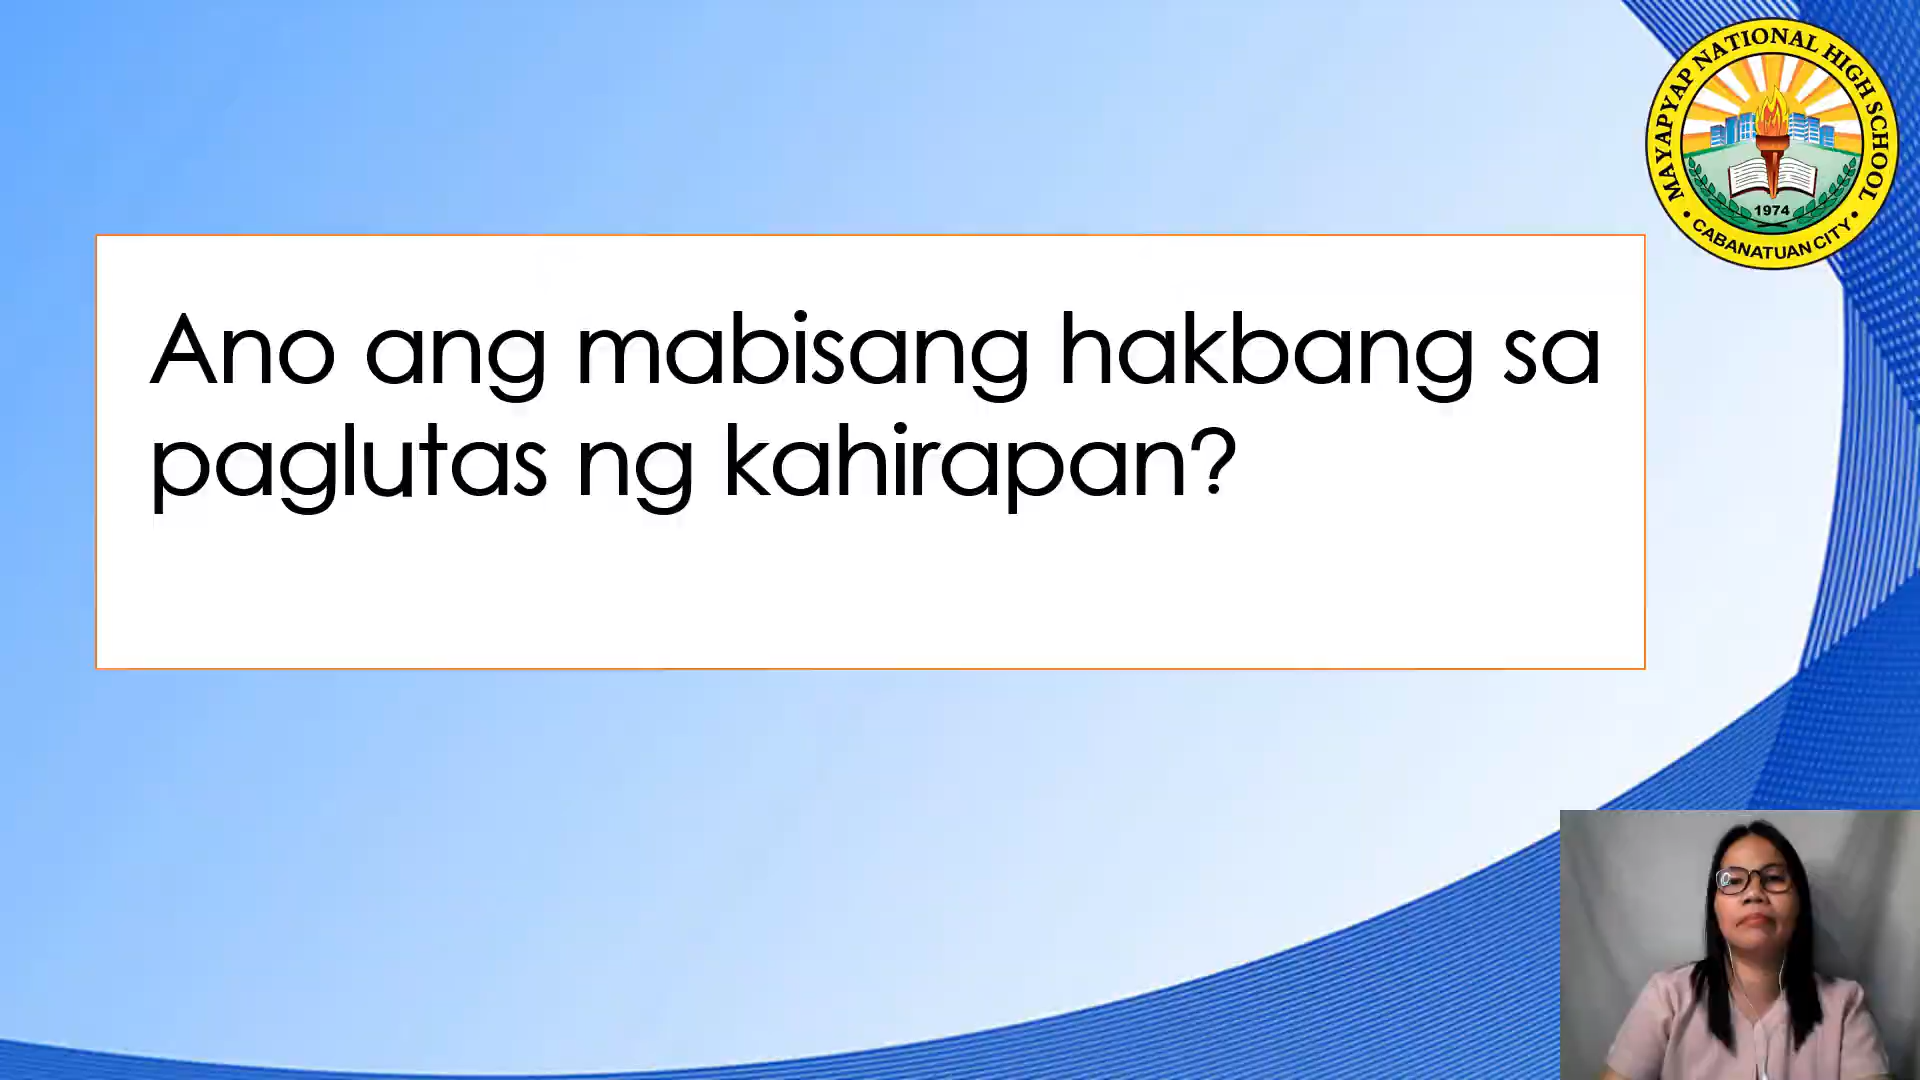 MAYAPYAP NATIONAL HIGH SCHOOL
1974
• CABANATUAN CITY •
Ano ang mabisang hakbang sa
paglutas ng kahirapan?